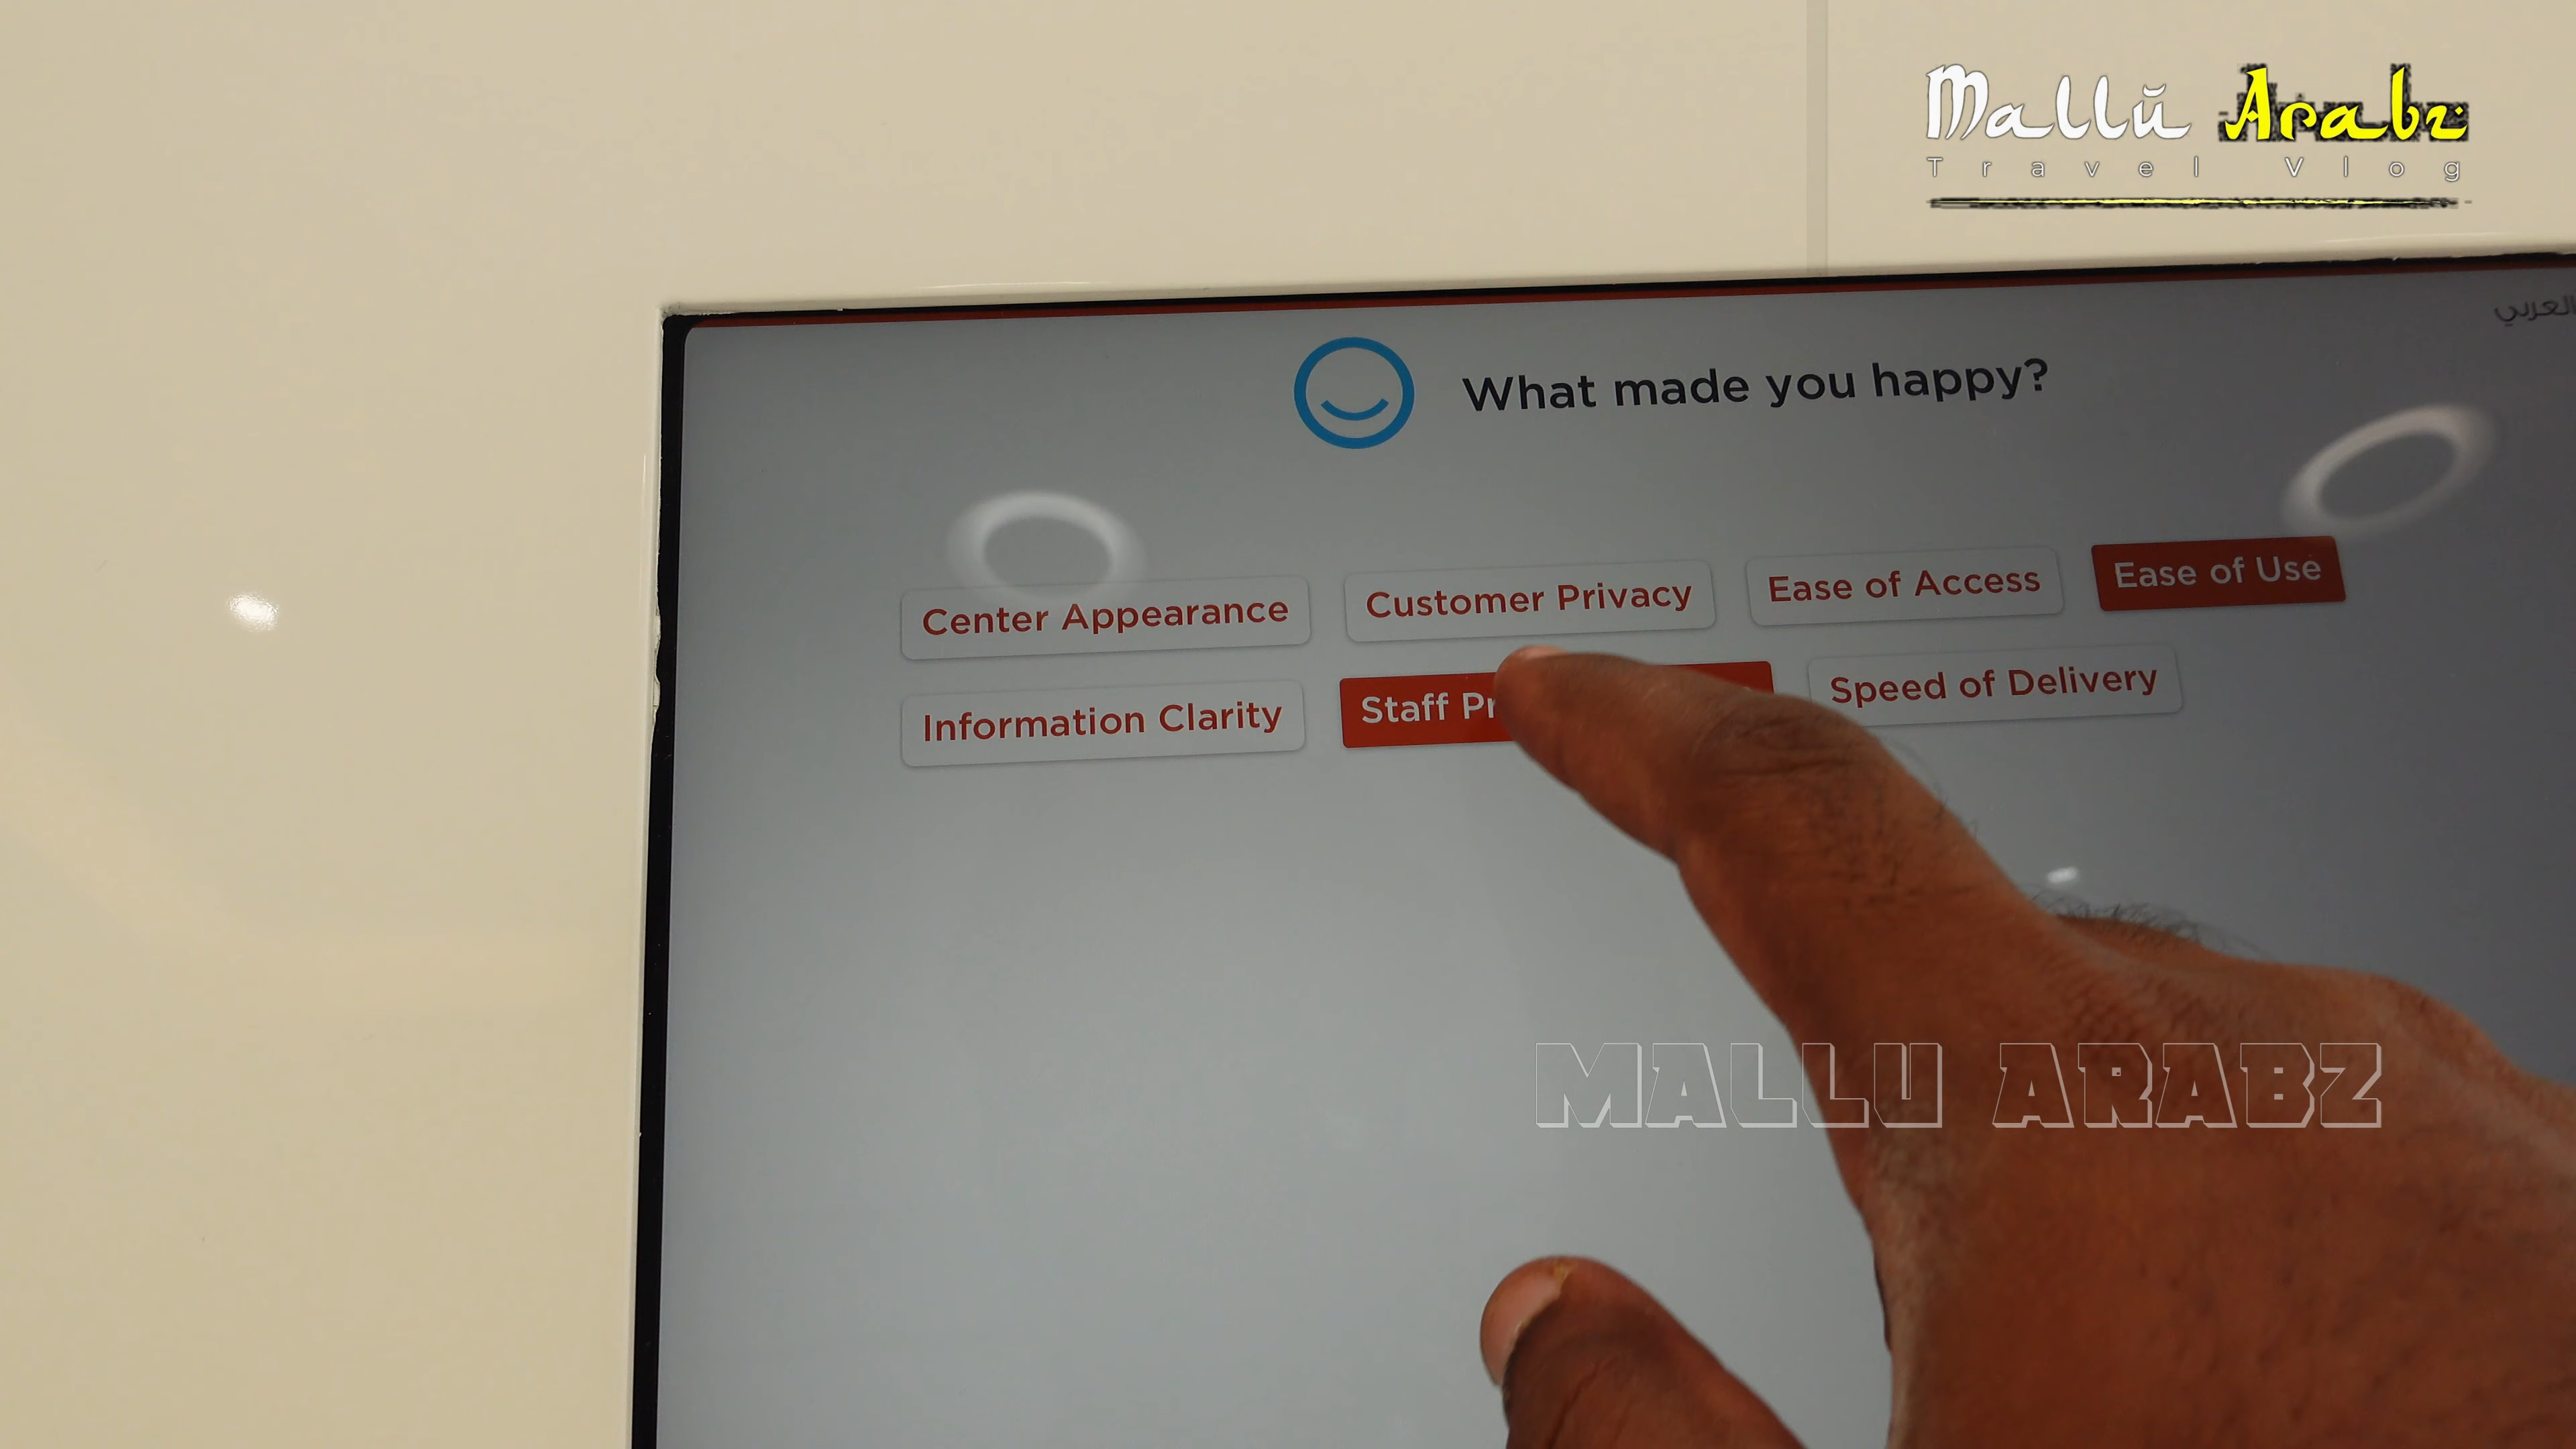 Mallu Arabz
Travel Vlog
العربي
What made you happy?
Center Appearance
Customer Privacy
Ease of Access
Ease of Use
Information Clarity
Staff
Speed of Delivery
MALLU ARABZ